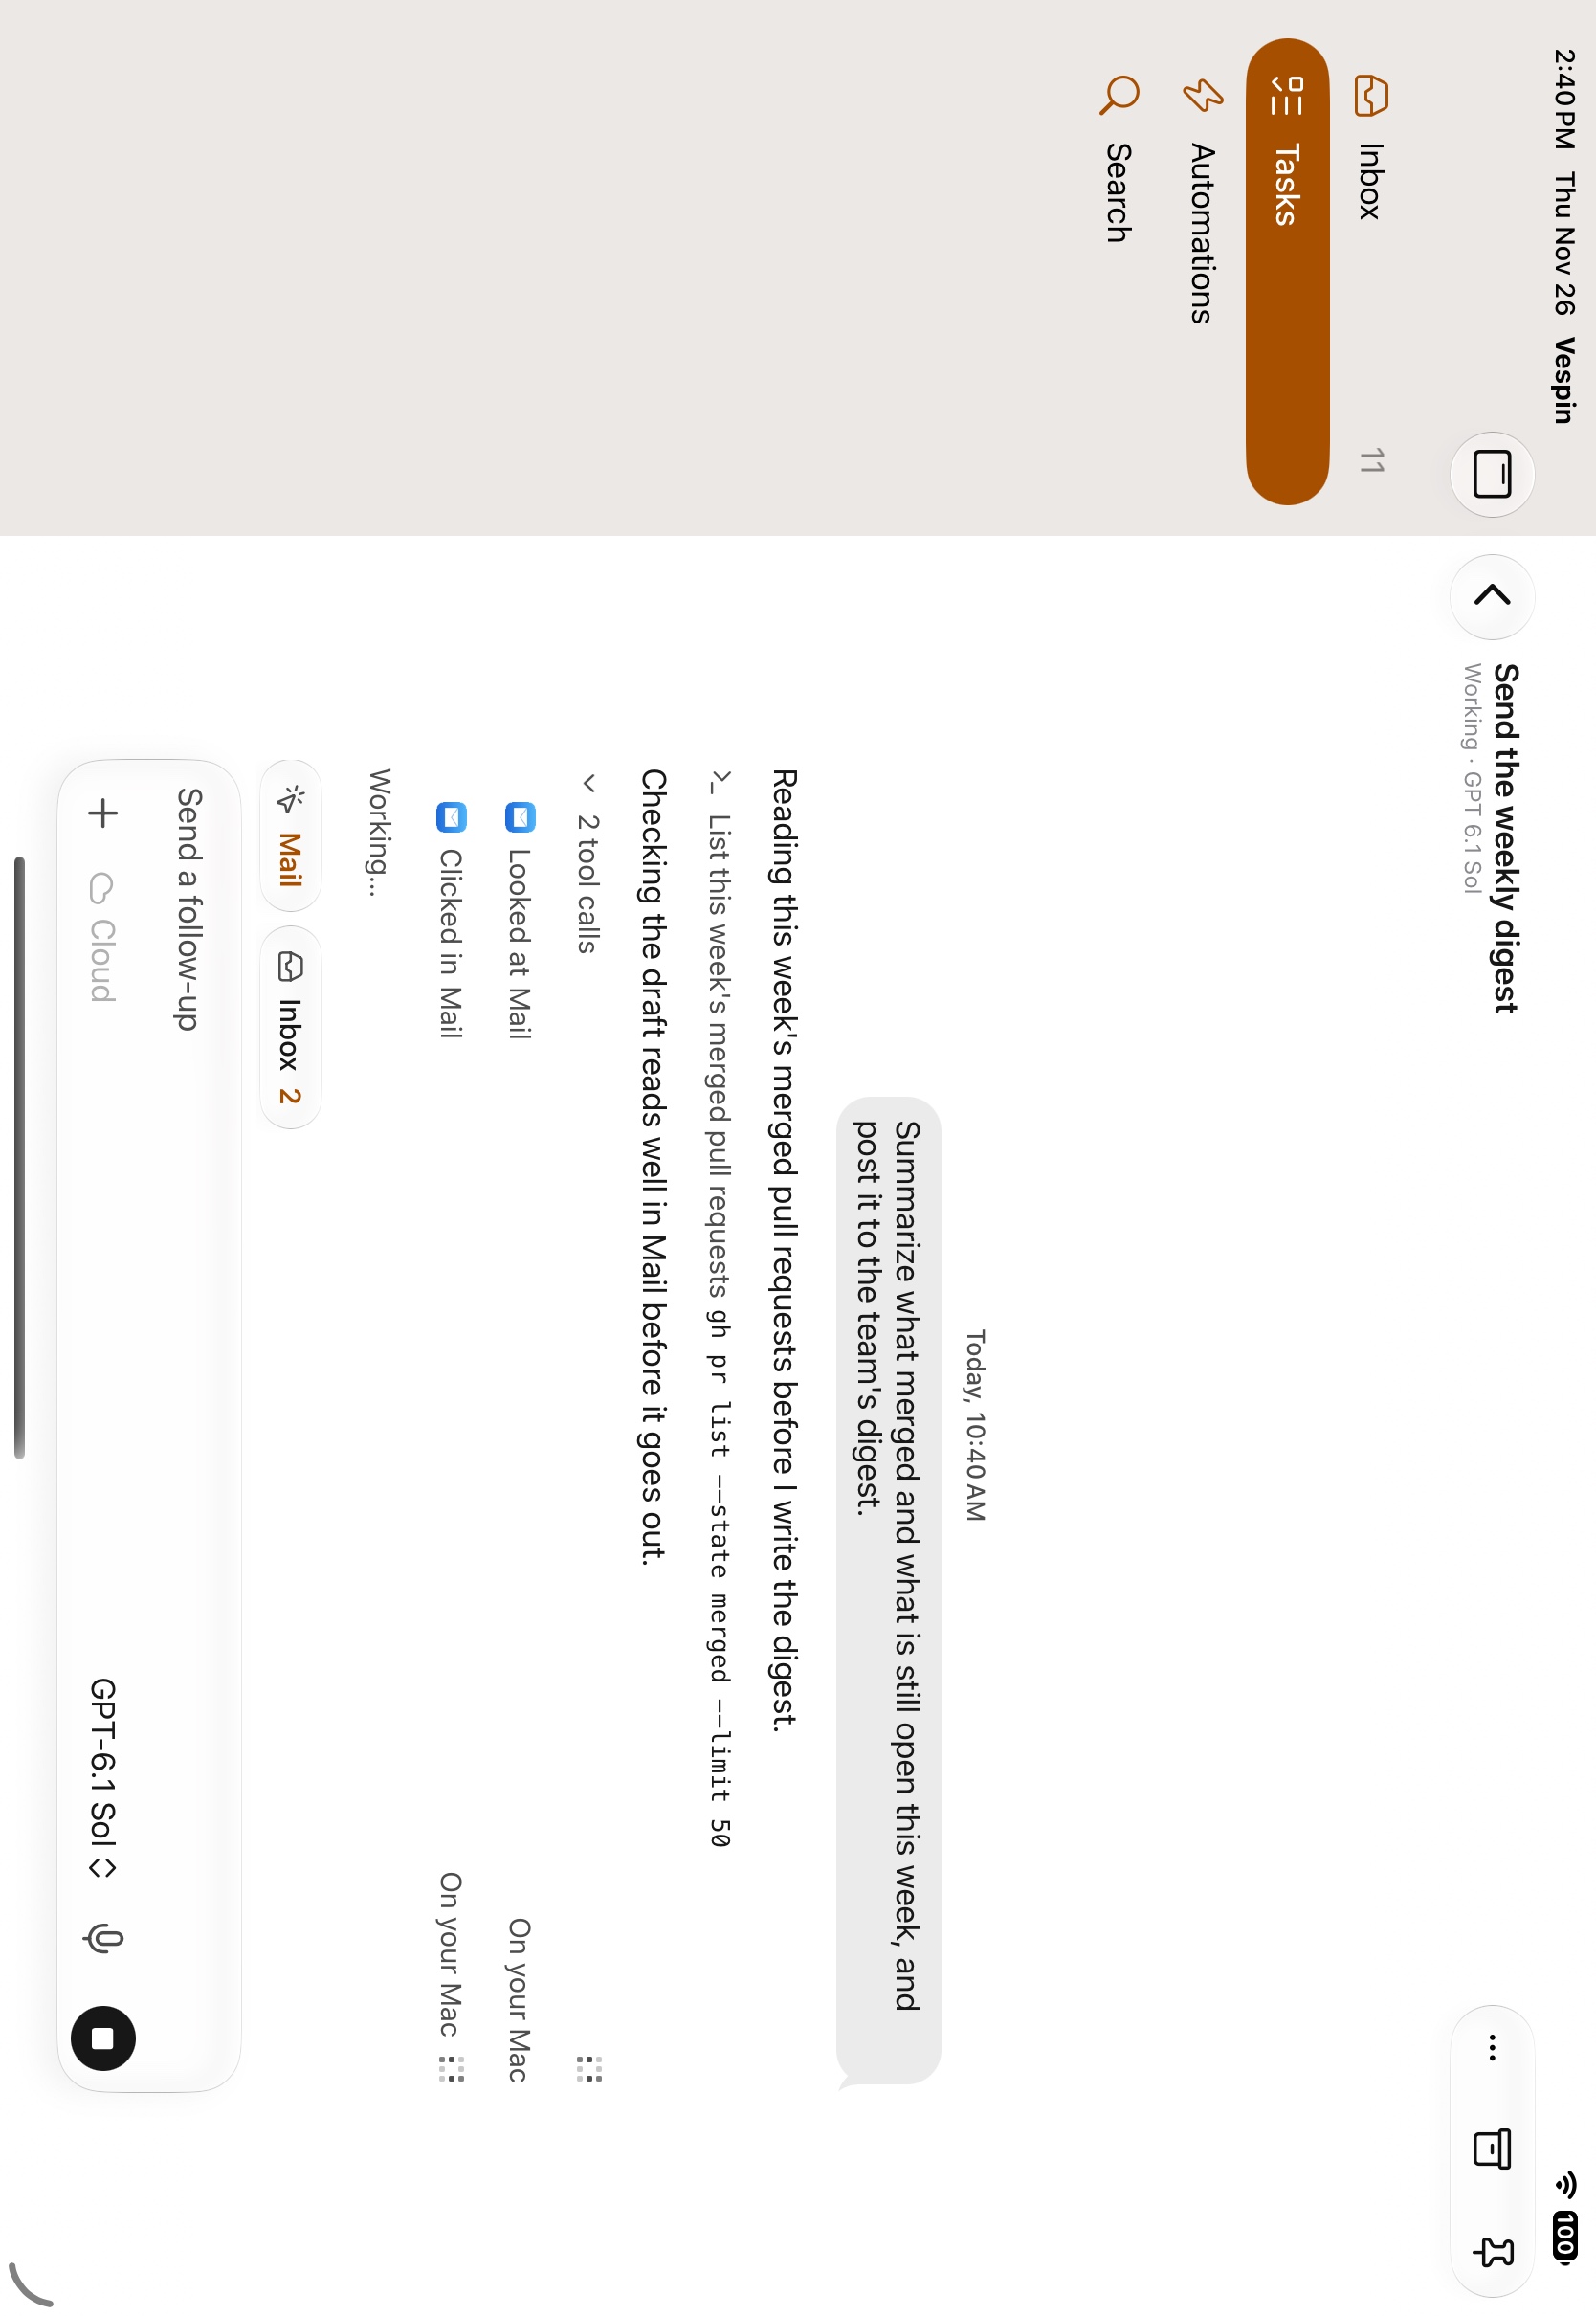 2:40 PM Thu Nov 26 Vespin
100
Inbox 11
Tasks
Automations
Search
Send the weekly digest
Working · GPT 6.1 Sol
Today, 10:40 AM
Summarize what merged and what is still open this week, and
post it to the team's digest.
Reading this week's merged pull requests before I write the digest.
List this week's merged pull requests gh pr list --state merged --limit 50
Checking the draft reads well in Mail before it goes out.
2 tool calls
Looked at Mail On your Mac
Clicked in Mail On your Mac
Working...
Mail Inbox 2
Send a follow-up
Cloud GPT-6.1 Sol